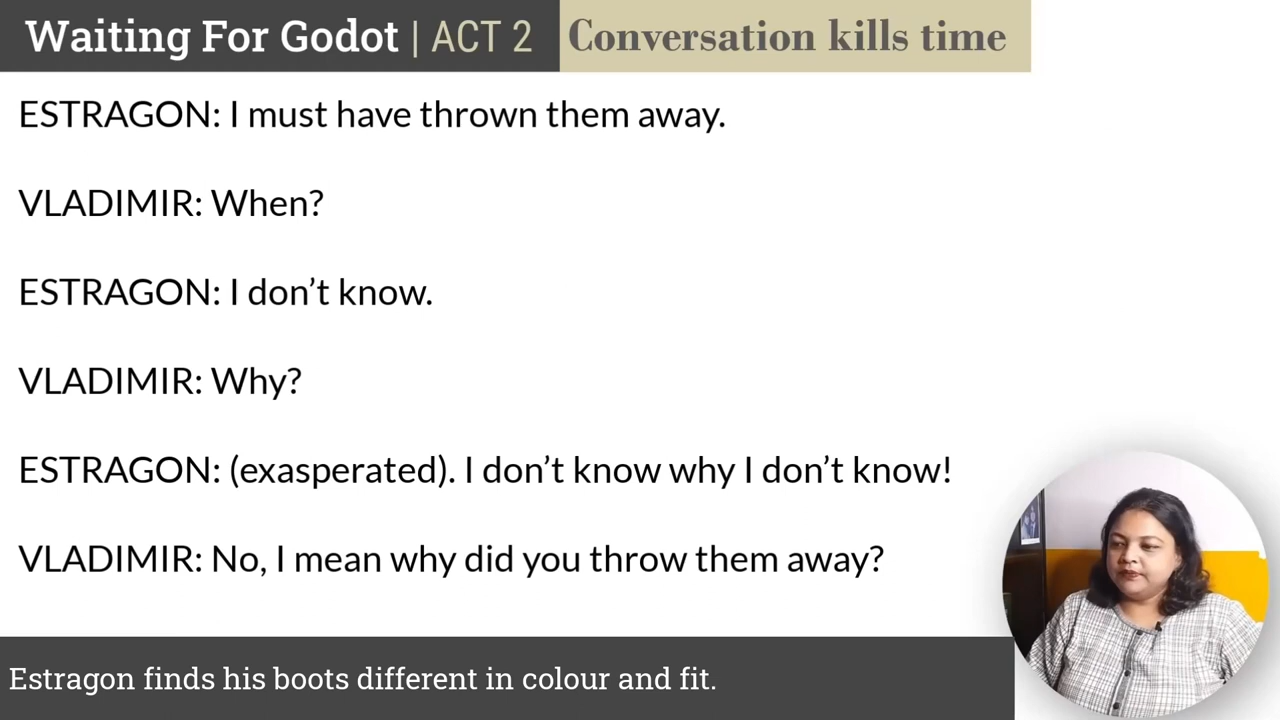 Waiting For Godot | ACT 2 Conversation kills time
ESTRAGON: I must have thrown them away.
VLADIMIR: When?
ESTRAGON: I don’t know.
VLADIMIR: Why?
ESTRAGON: (exasperated). I don’t know why I don’t know!
VLADIMIR: No, I mean why did you throw them away?
Estragon finds his boots different in colour and fit.